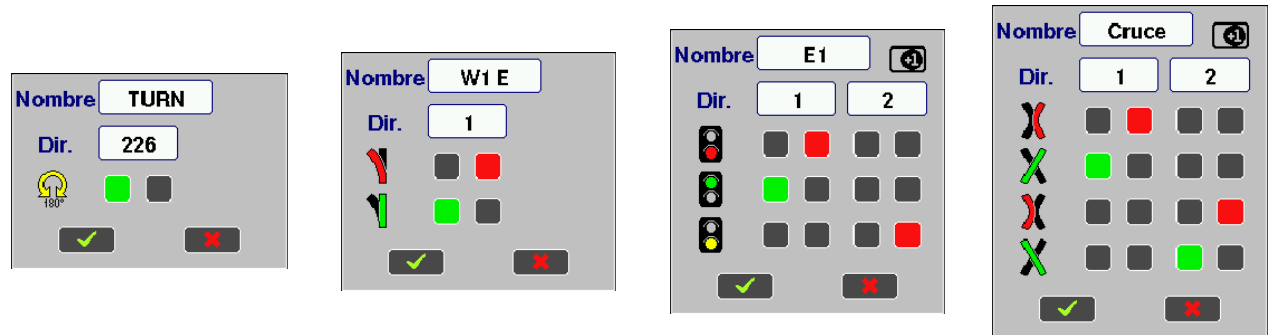 Nombre TURN
Dir. 226
180°
Nombre W1 E
Dir. 1
Nombre E1 +1
Dir. 1 2
Nombre Cruce +1
Dir. 1 2